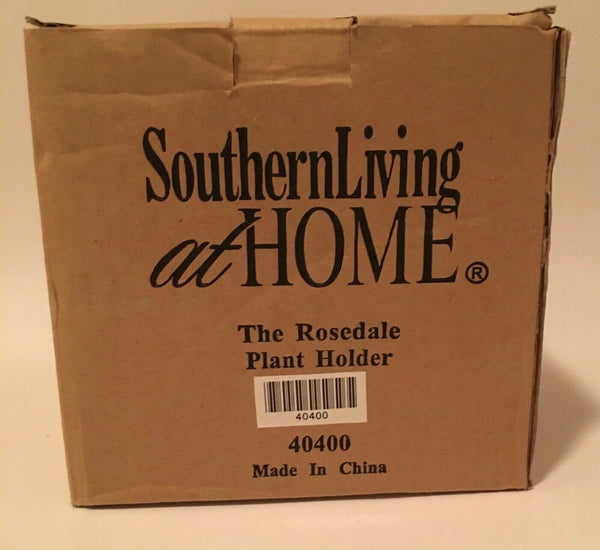 SouthernLiving
at HOME®
The Rosedale
Plant Holder
40400
40400
Made In China